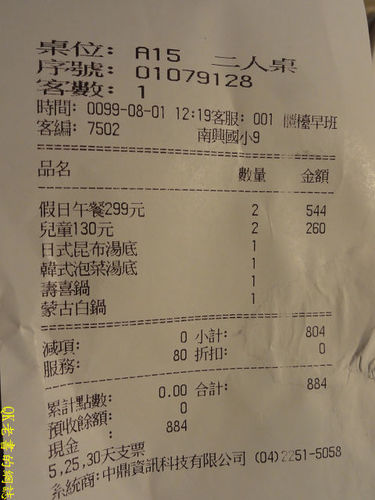 桌位: A15 二人桌
序號: 01079128
客數: 1
時間: 0099-08-01 12:19客服: 001 櫃檯早班
客編: 7502 南興國小9
品名 數量 金額
假日午餐299元 2 544
兒童130元 2 260
日式昆布湯底 1
韓式泡菜湯底 1
壽喜鍋 1
蒙古白鍋 1
減項: 0 小計: 804
服務: 80 折扣: 0
累計點數: 0.00 合計: 884
預收餘額: 0
現金 : 884
5,25,30天支票
系統商:中鼎資訊科技有限公司 (04)2251-5058
QK老書的網誌